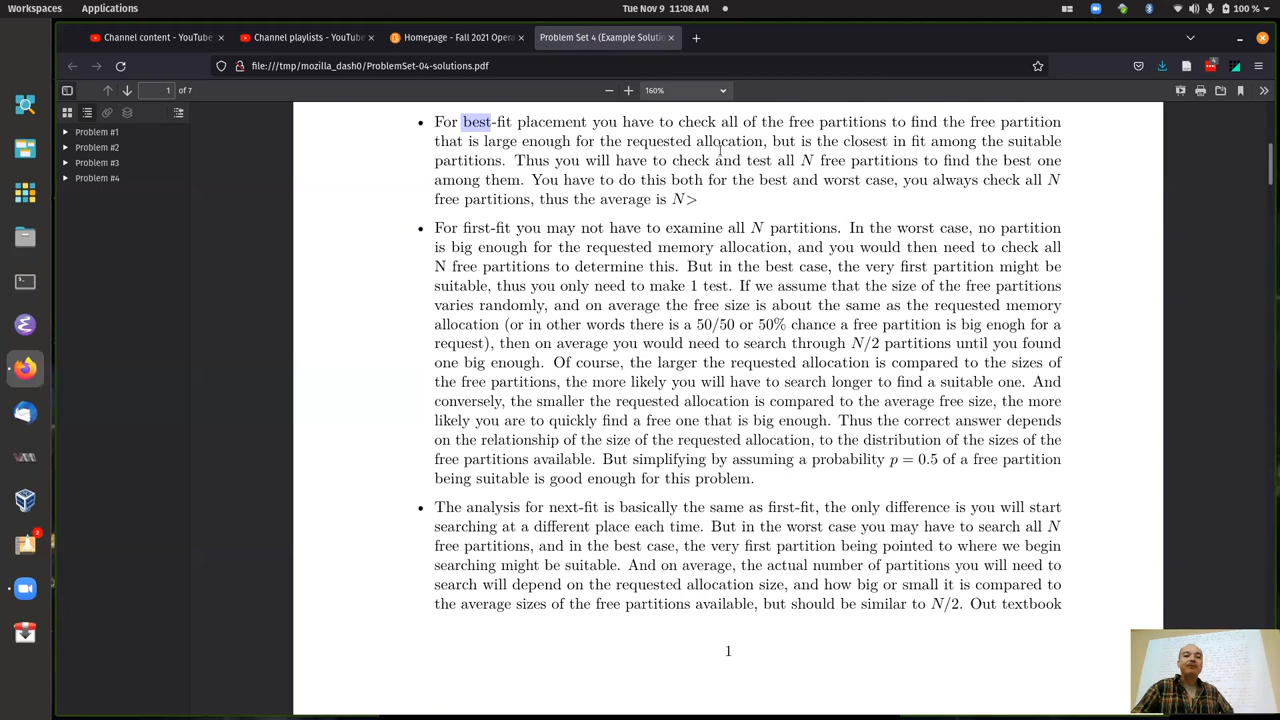 Activities
Applications
Tue Nov 9 11:08 AM
100 %
Channel content - YouTube
Channel playlists - YouTube
Homepage - Fall 2021 Opera
Problem Set 4 (Example Solutio
file:///tmp/mozilla_dash0/ProblemSet-04-solutions.pdf
1 of 7
160%
Problem #1
Problem #2
Problem #3
Problem #4
• For best-fit placement you have to check all of the free partitions to find the free partition
that is large enough for the requested allocation, but is the closest in fit among the suitable
partitions. Thus you will have to check and test all N free partitions to find the best one
among them. You have to do this both for the best and worst case, you always check all N
free partitions, thus the average is N>
• For first-fit you may not have to examine all N partitions. In the worst case, no partition
is big enough for the requested memory allocation, and you would then need to check all
N free partitions to determine this. But in the best case, the very first partition might be
suitable, thus you only need to make 1 test. If we assume that the size of the free partitions
varies randomly, and on average the free size is about the same as the requested memory
allocation (or in other words there is a 50/50 or 50% chance a free partition is big enogh for a
request), then on average you would need to search through N/2 partitions until you found
one big enough. Of course, the larger the requested allocation is compared to the sizes of
the free partitions, the more likely you will have to search longer to find a suitable one. And
conversely, the smaller the requested allocation is compared to the average free size, the more
likely you are to quickly find a free one that is big enough. Thus the correct answer depends
on the relationship of the size of the requested allocation, to the distribution of the sizes of the
free partitions available. But simplifying by assuming a probability p = 0.5 of a free partition
being suitable is good enough for this problem.
• The analysis for next-fit is basically the same as first-fit, the only difference is you will start
searching at a different place each time. But in the worst case you may have to search all N
free partitions, and in the best case, the very first partition being pointed to where we begin
searching might be suitable. And on average, the actual number of partitions you will need to
search will depend on the requested allocation size, and how big or small it is compared to
the average sizes of the free partitions available, but should be similar to N/2. Out textbook
1